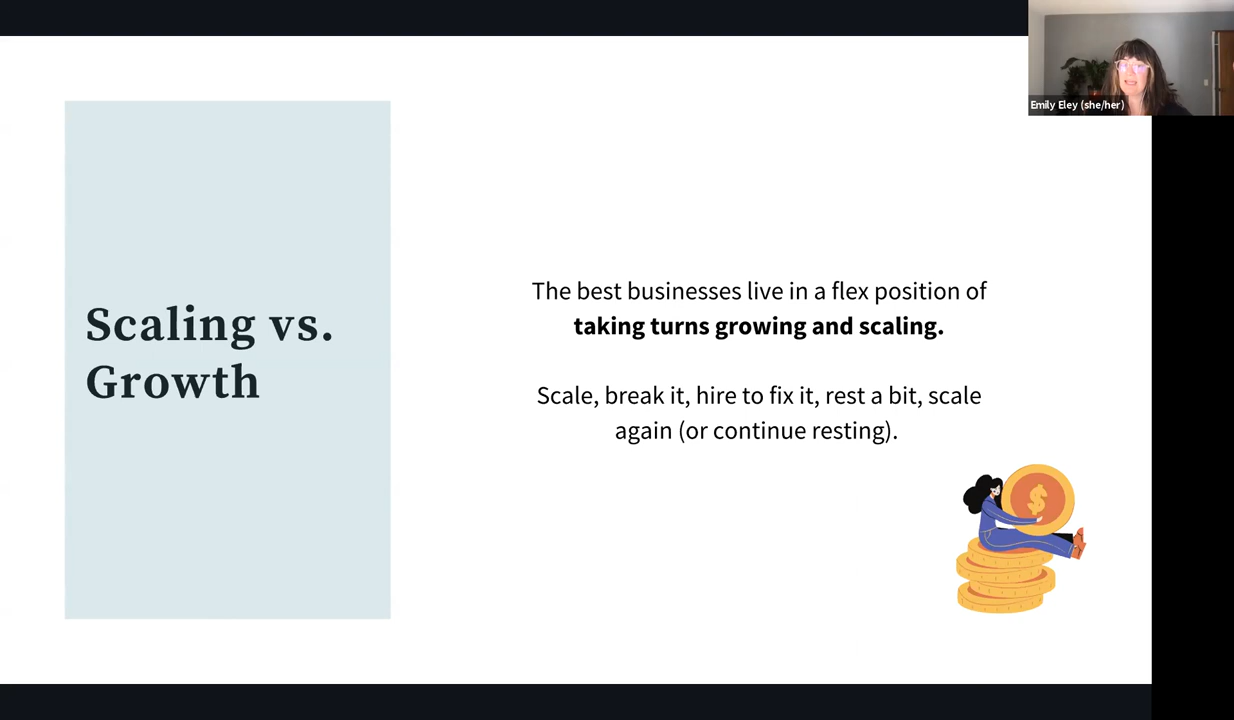 Emily Eley (she/her)
Scaling vs.
Growth
The best businesses live in a flex position of
taking turns growing and scaling.
Scale, break it, hire to fix it, rest a bit, scale
again (or continue resting).
$